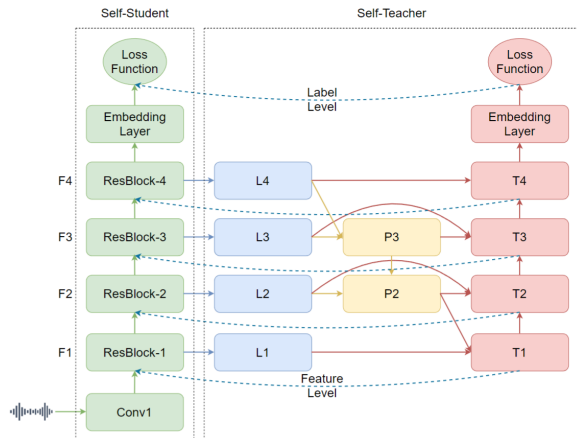 Self-Student
Self-Teacher
Loss
Function
Loss
Function
Label
Level
Embedding
Layer
Embedding
Layer
F4
ResBlock-4
L4
T4
F3
ResBlock-3
L3
P3
T3
F2
ResBlock-2
L2
P2
T2
F1
ResBlock-1
L1
T1
Feature
Level
Conv1